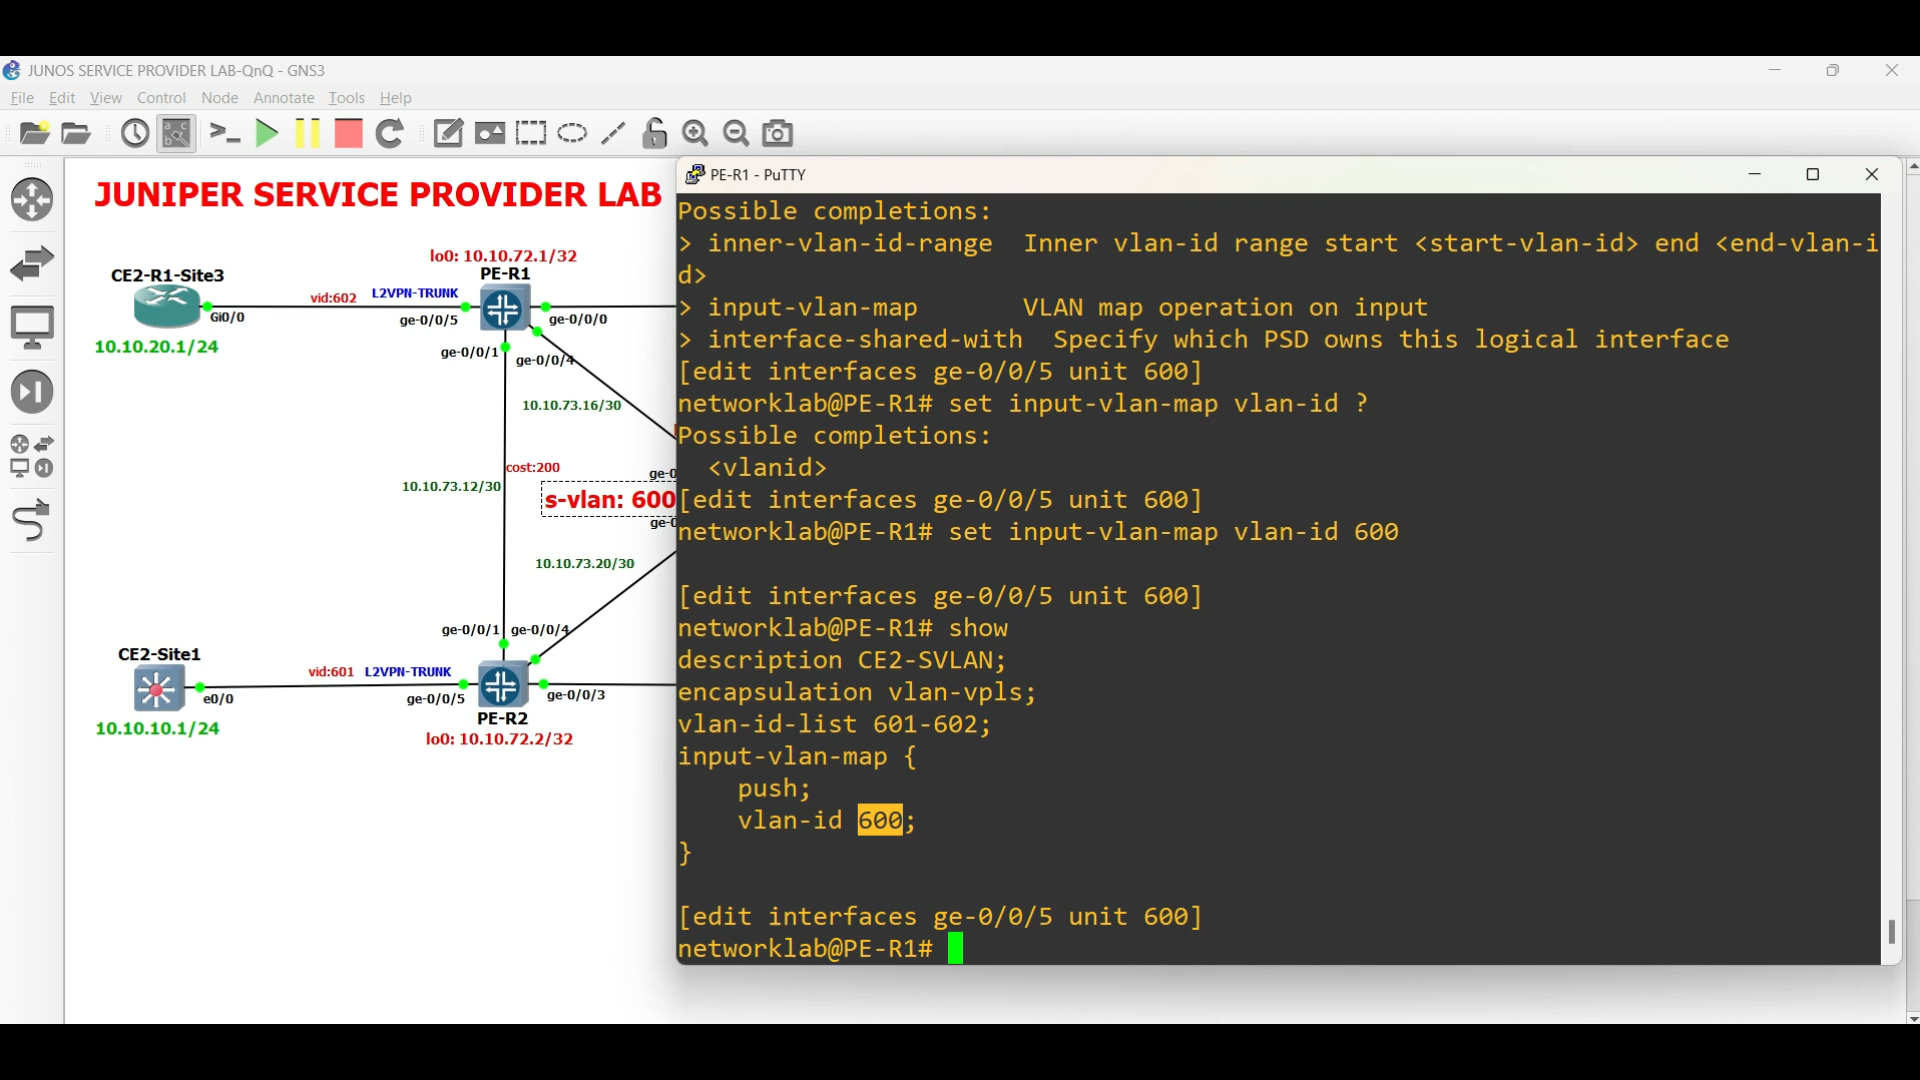 JUNOS SERVICE PROVIDER LAB-QnQ - GNS3
File Edit View Control Node Annotate Tools Help
JUNIPER SERVICE PROVIDER LAB
lo0: 10.10.72.1/32
PE-R1
CE2-R1-Site3
vid:602 L2VPN-TRUNK
Gi0/0
ge-0/0/5
ge-0/0/0
10.10.20.1/24
ge-0/0/1
ge-0/0/4
10.10.73.16/30
cost:200
10.10.73.12/30
ge-0
s-vlan: 600
ge-0
10.10.73.20/30
ge-0/0/1
ge-0/0/4
CE2-Site1
vid:601 L2VPN-TRUNK
e0/0
ge-0/0/5
ge-0/0/3
10.10.10.1/24
PE-R2
lo0: 10.10.72.2/32
PE-R1 - PuTTY
Possible completions:
> inner-vlan-id-range  Inner vlan-id range start <start-vlan-id> end <end-vlan-i
d>
> input-vlan-map       VLAN map operation on input
> interface-shared-with  Specify which PSD owns this logical interface
[edit interfaces ge-0/0/5 unit 600]
networklab@PE-R1# set input-vlan-map vlan-id ?
Possible completions:
  <vlanid>
[edit interfaces ge-0/0/5 unit 600]
networklab@PE-R1# set input-vlan-map vlan-id 600
[edit interfaces ge-0/0/5 unit 600]
networklab@PE-R1# show
description CE2-SVLAN;
encapsulation vlan-vpls;
vlan-id-list 601-602;
input-vlan-map {
    push;
    vlan-id 600;
}
[edit interfaces ge-0/0/5 unit 600]
networklab@PE-R1#